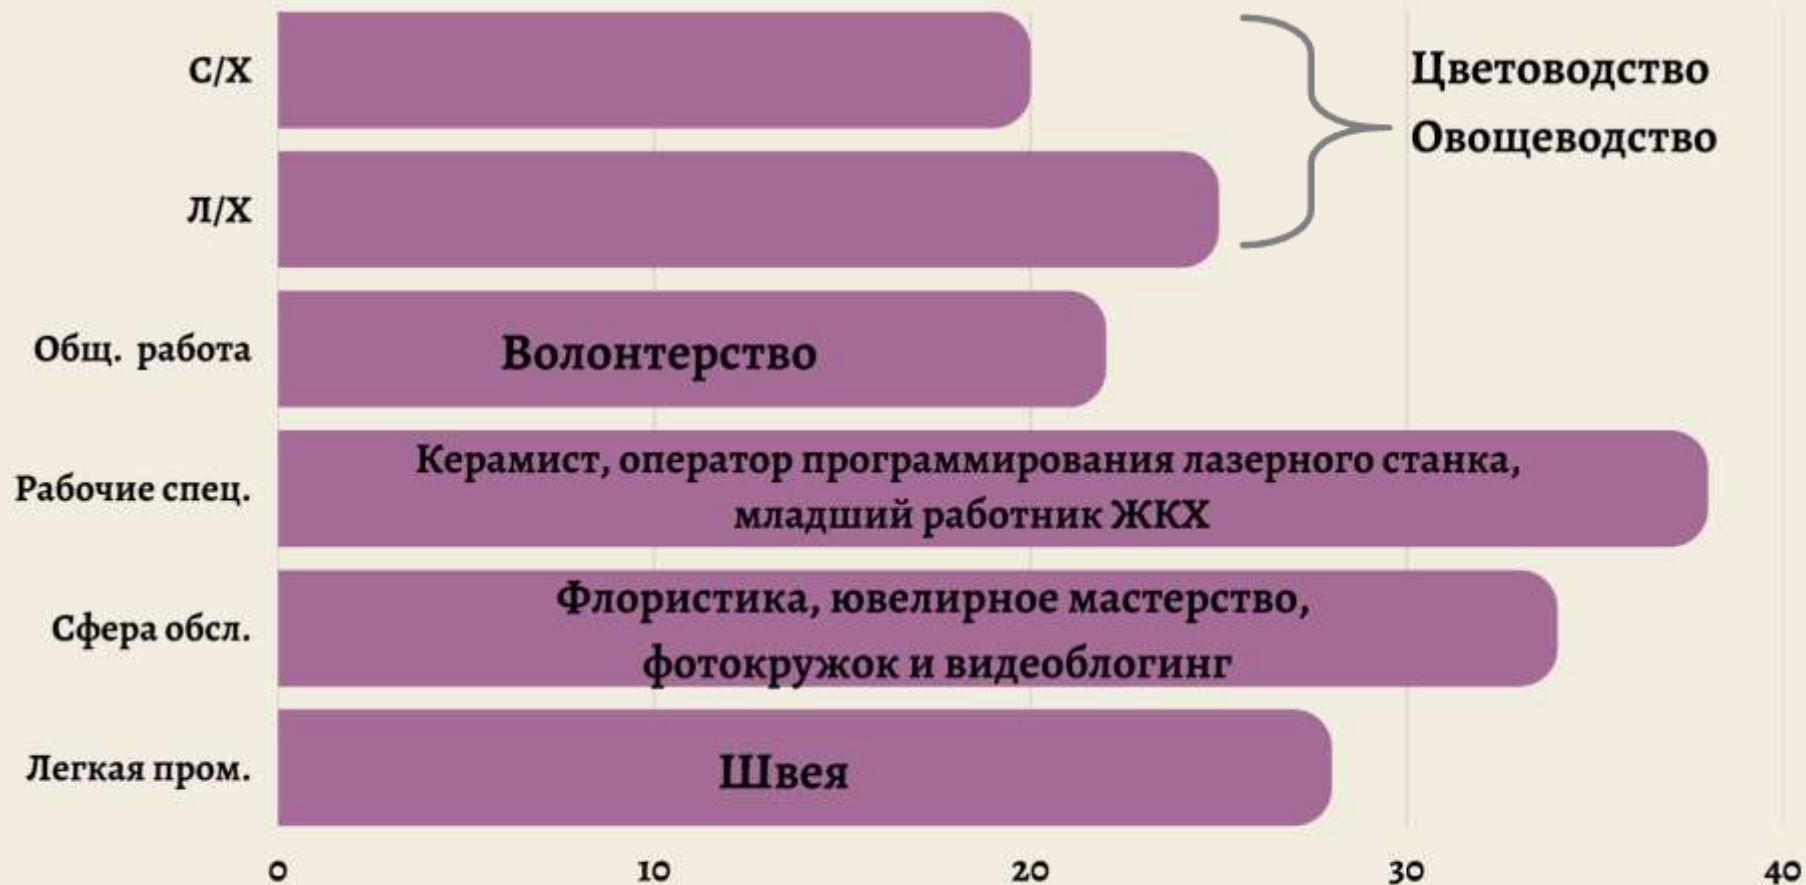 С/Х
Цветоводство
Овощеводство
Л/Х
Общ. работа
Волонтерство
Рабочие спец.
Керамист, оператор программирования лазерного станка,
младший работник ЖКХ
Сфера обсл.
Флористика, ювелирное мастерство,
фотокружок и видеоблогинг
Легкая пром.
Швея
0 10 20 30 40